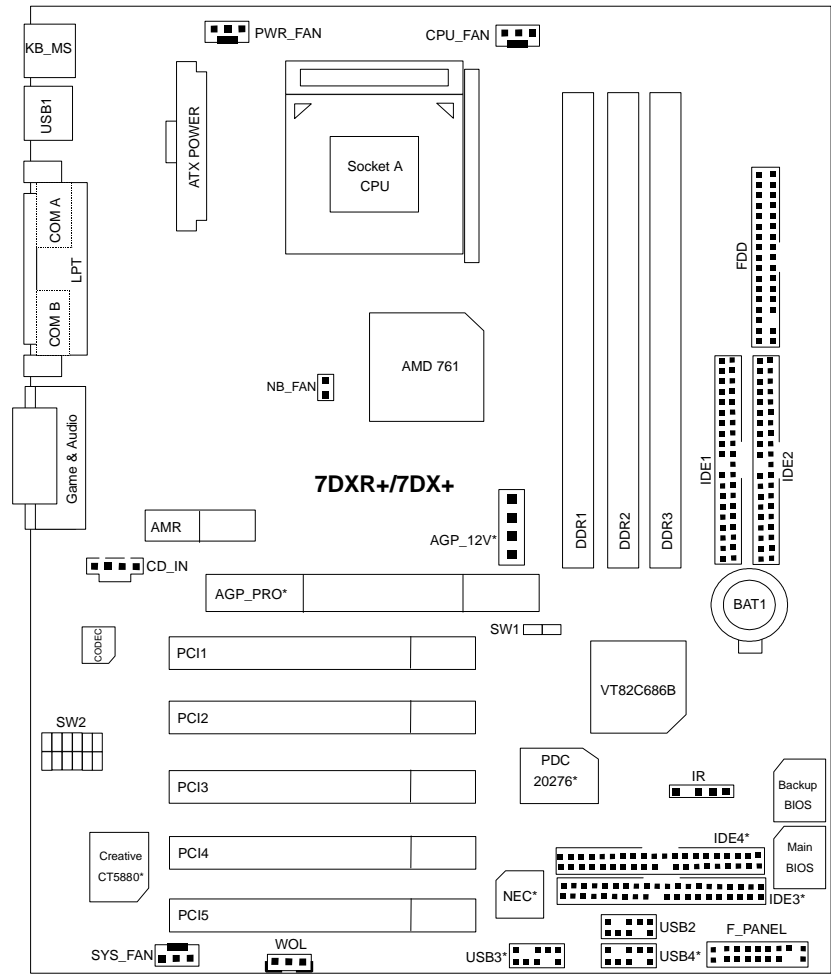 PWR_FAN
CPU_FAN
KB_MS
USB1
ATX POWER
Socket A
CPU
COM A
LPT
COM B
FDD
AMD 761
NB_FAN
Game & Audio
IDE1
IDE2
7DXR+/7DX+
AMR
AGP_12V*
DDR1
DDR2
DDR3
CD_IN
AGP_PRO*
BAT1
SW1
CODEC
PCI1
VT82C686B
PCI2
SW2
PDC
20276*
PCI3
IR
Backup
BIOS
IDE4*
Creative
CT5880*
PCI4
Main
BIOS
NEC*
IDE3*
PCI5
USB2
F_PANEL
SYS_FAN
WOL
USB3*
USB4*